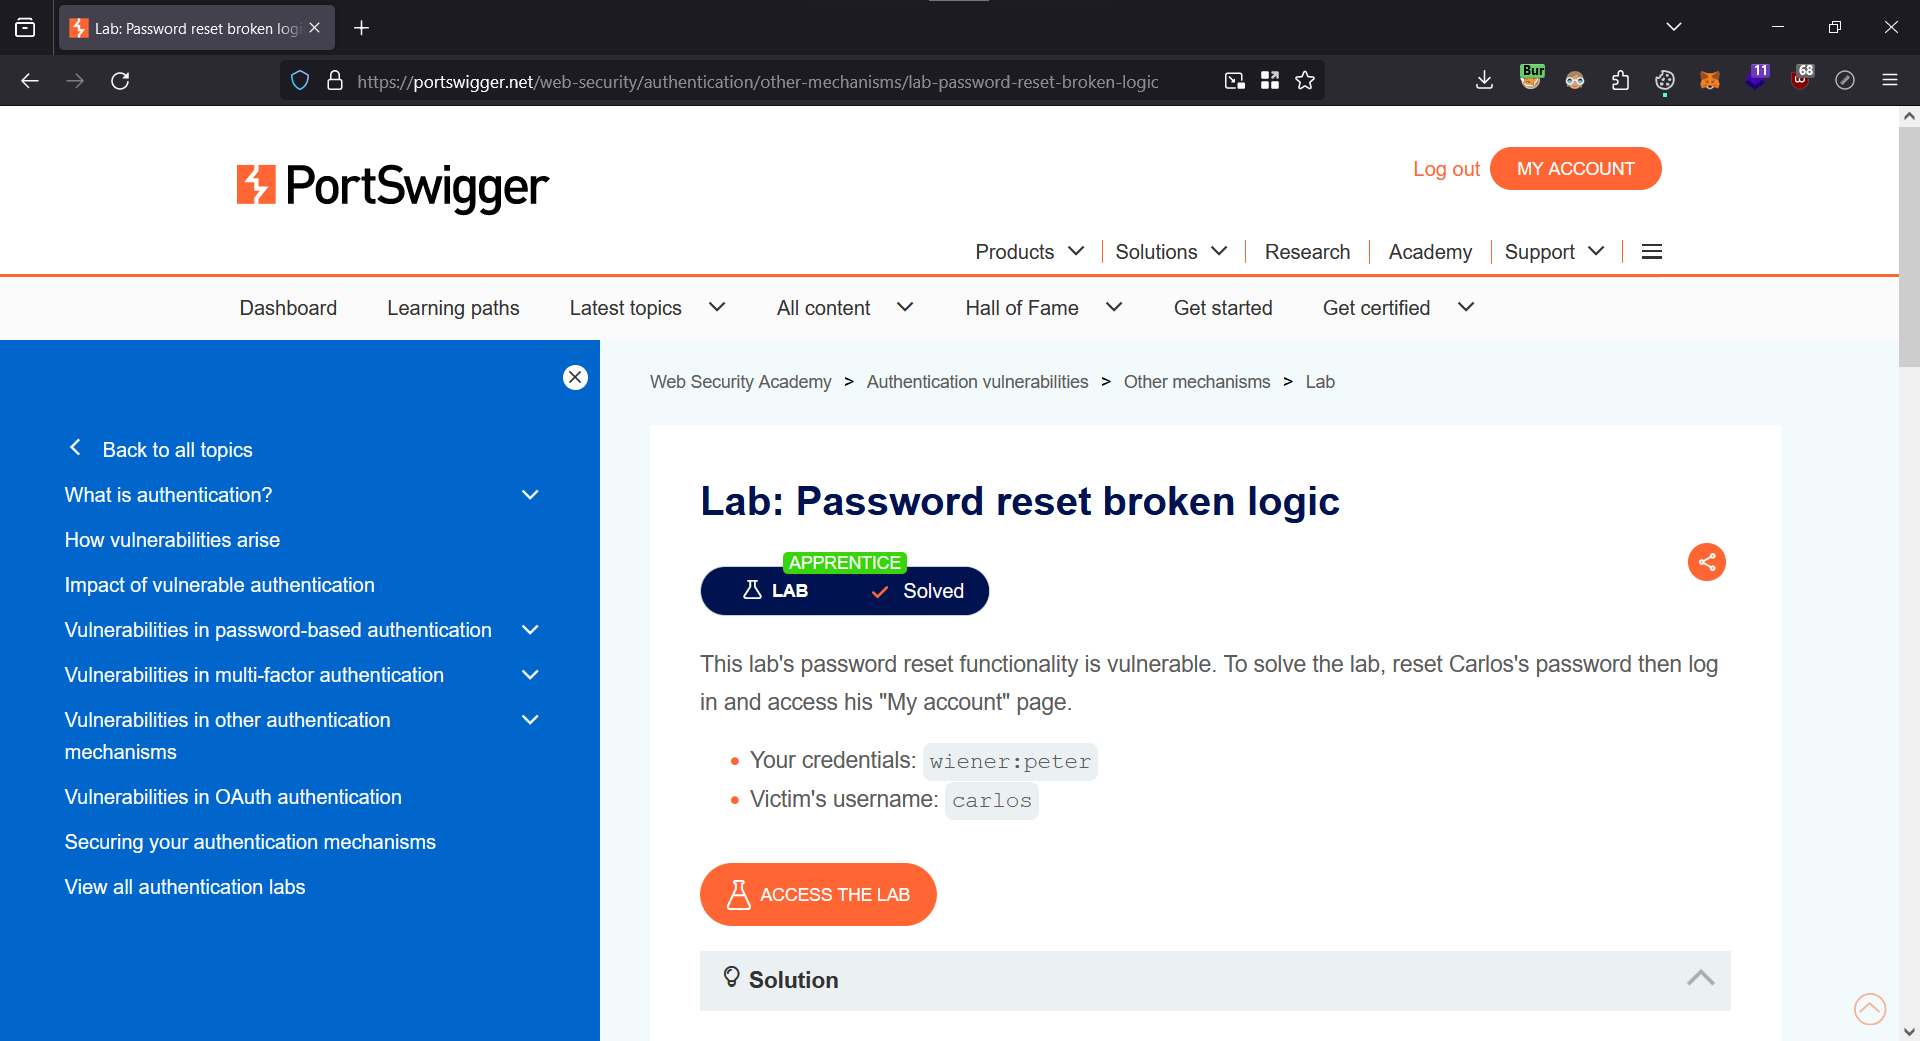 Lab: Password reset broken logi
https://portswigger.net/web-security/authentication/other-mechanisms/lab-password-reset-broken-logic
Bur
11
68
PortSwigger
Log out
MY ACCOUNT
Products
Solutions
Research
Academy
Support
Dashboard
Learning paths
Latest topics
All content
Hall of Fame
Get started
Get certified
Back to all topics
What is authentication?
How vulnerabilities arise
Impact of vulnerable authentication
Vulnerabilities in password-based authentication
Vulnerabilities in multi-factor authentication
Vulnerabilities in other authentication
mechanisms
Vulnerabilities in OAuth authentication
Securing your authentication mechanisms
View all authentication labs
Web Security Academy > Authentication vulnerabilities > Other mechanisms > Lab
Lab: Password reset broken logic
APPRENTICE
LAB
Solved
This lab's password reset functionality is vulnerable. To solve the lab, reset Carlos's password then log
in and access his "My account" page.
• Your credentials: wiener:peter
• Victim's username: carlos
ACCESS THE LAB
Solution